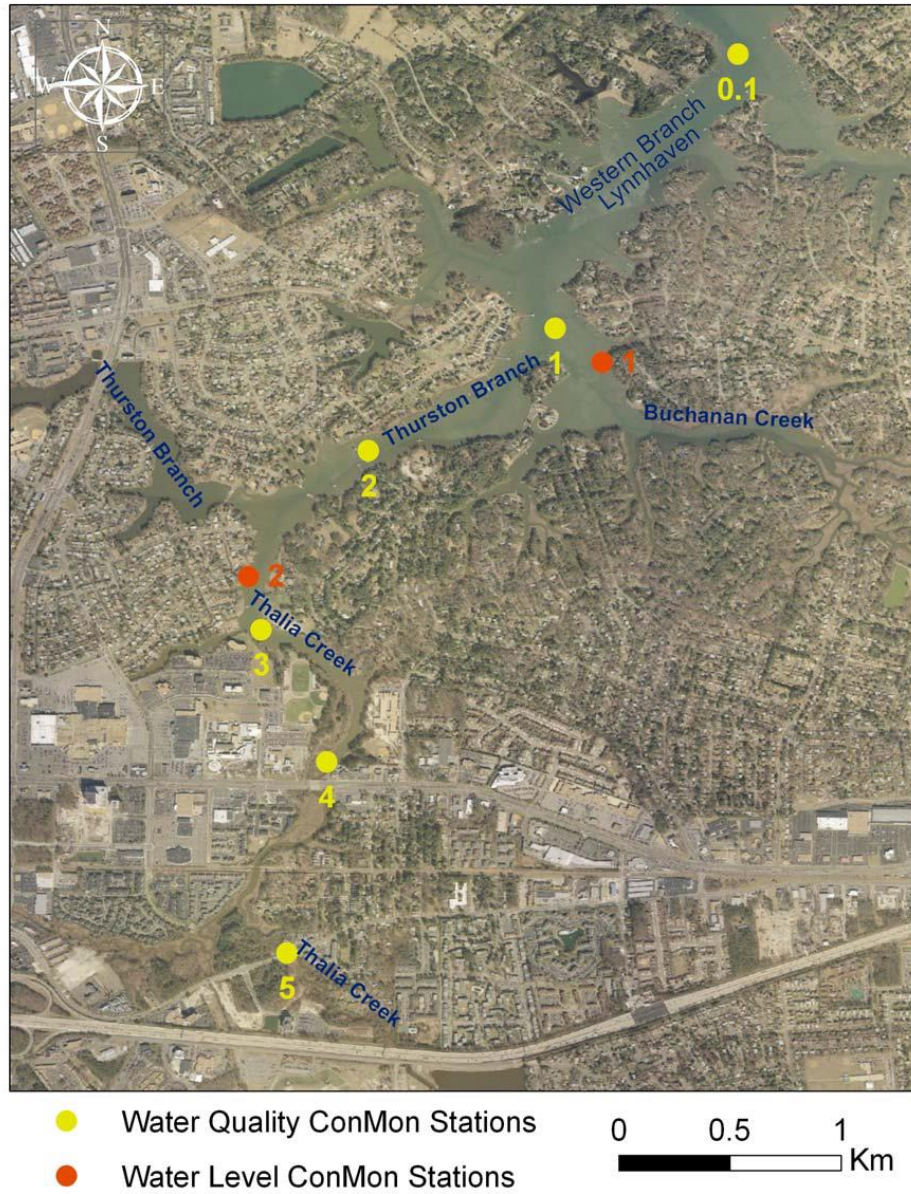 N
W E
S
0.1
Western Branch
Lynnhaven
1
1
Thurston Branch
Buchanan Creek
Thurston Branch
2
2
Thalia Creek
3
4
Thalia Creek
5
Water Quality ConMon Stations
Water Level ConMon Stations
0 0.5 1
Km